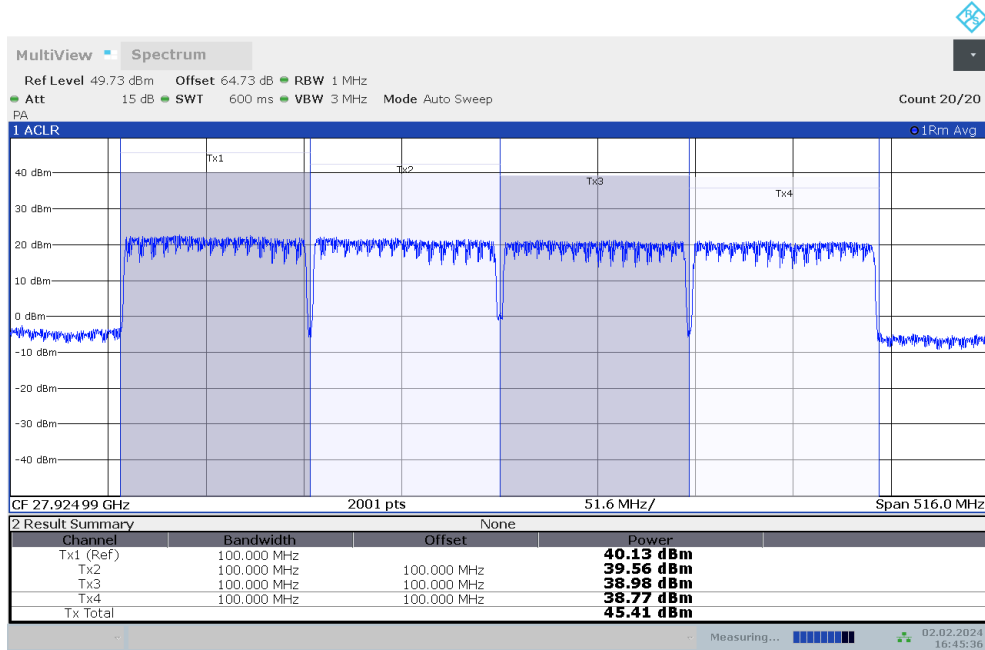 R&S
MultiView Spectrum
Ref Level 49.73 dBm Offset 64.73 dB RBW 1 MHz
Att 15 dB SWT 600 ms VBW 3 MHz Mode Auto Sweep Count 20/20
PA
1 ACLR 1Rm Avg
Tx1
Tx2
Tx3
Tx4
40 dBm
30 dBm
20 dBm
10 dBm
0 dBm
-10 dBm
-20 dBm
-30 dBm
-40 dBm
CF 27.92499 GHz 2001 pts 51.6 MHz/ Span 516.0 MHz
2 Result Summary None
Channel Bandwidth Offset Power
Tx1 (Ref) 100.000 MHz 40.13 dBm
Tx2 100.000 MHz 100.000 MHz 39.56 dBm
Tx3 100.000 MHz 100.000 MHz 38.98 dBm
Tx4 100.000 MHz 100.000 MHz 38.77 dBm
Tx Total 45.41 dBm
Measuring... 02.02.2024
16:45:36